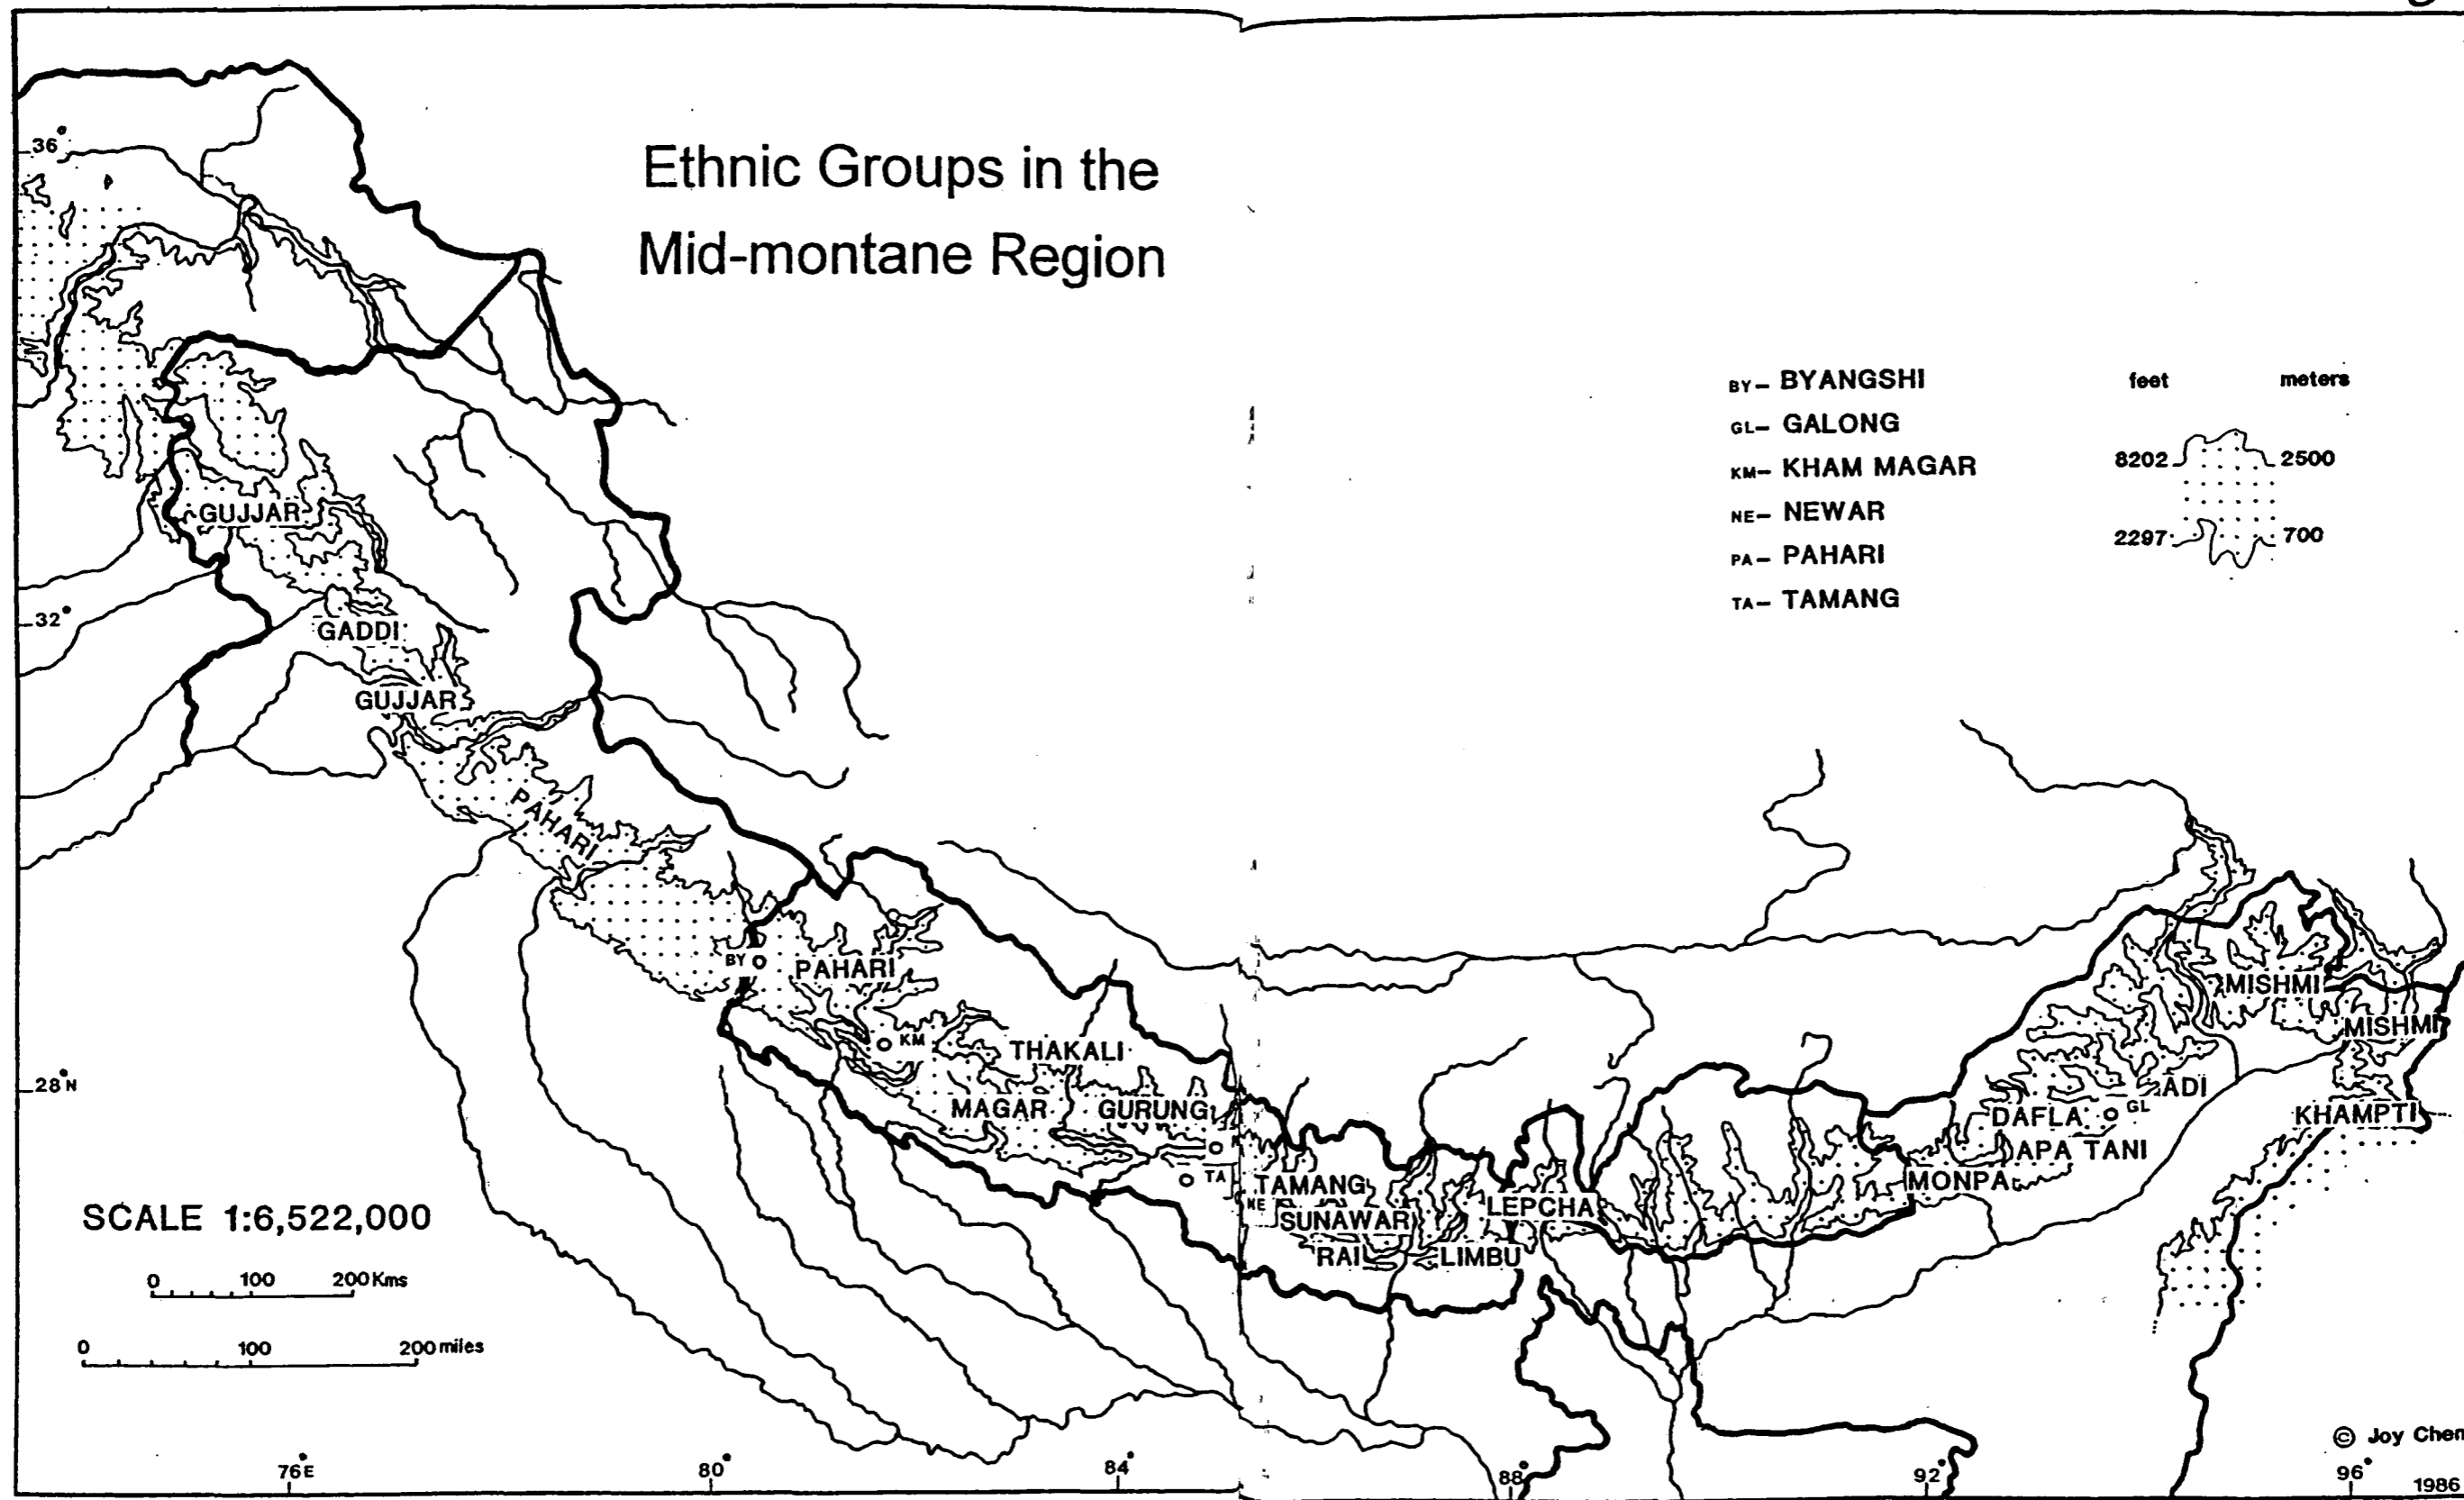 Ethnic Groups in the
Mid-montane Region
36°
32°
28°N
BY– BYANGSHI
GL– GALONG
KM– KHAM MAGAR
NE– NEWAR
PA– PAHARI
TA– TAMANG
feet meters
8202 2500
2297 700
GUJJAR
GADDI
GUJJAR
PAHARI
BY
PAHARI
KM
THAKALI
MAGAR
GURUNG
TA
NE
TAMANG
SUNAWAR
RAI
LIMBU
LEPCHA
MONPA
APA TANI
DAFLA
GL
ADI
MISHMI
MISHMI
KHAMPTI
SCALE 1:6,522,000
0 100 200 Kms
0 100 200 miles
76°E 80° 84° 88° 92° 96°
© Joy Chen
1986